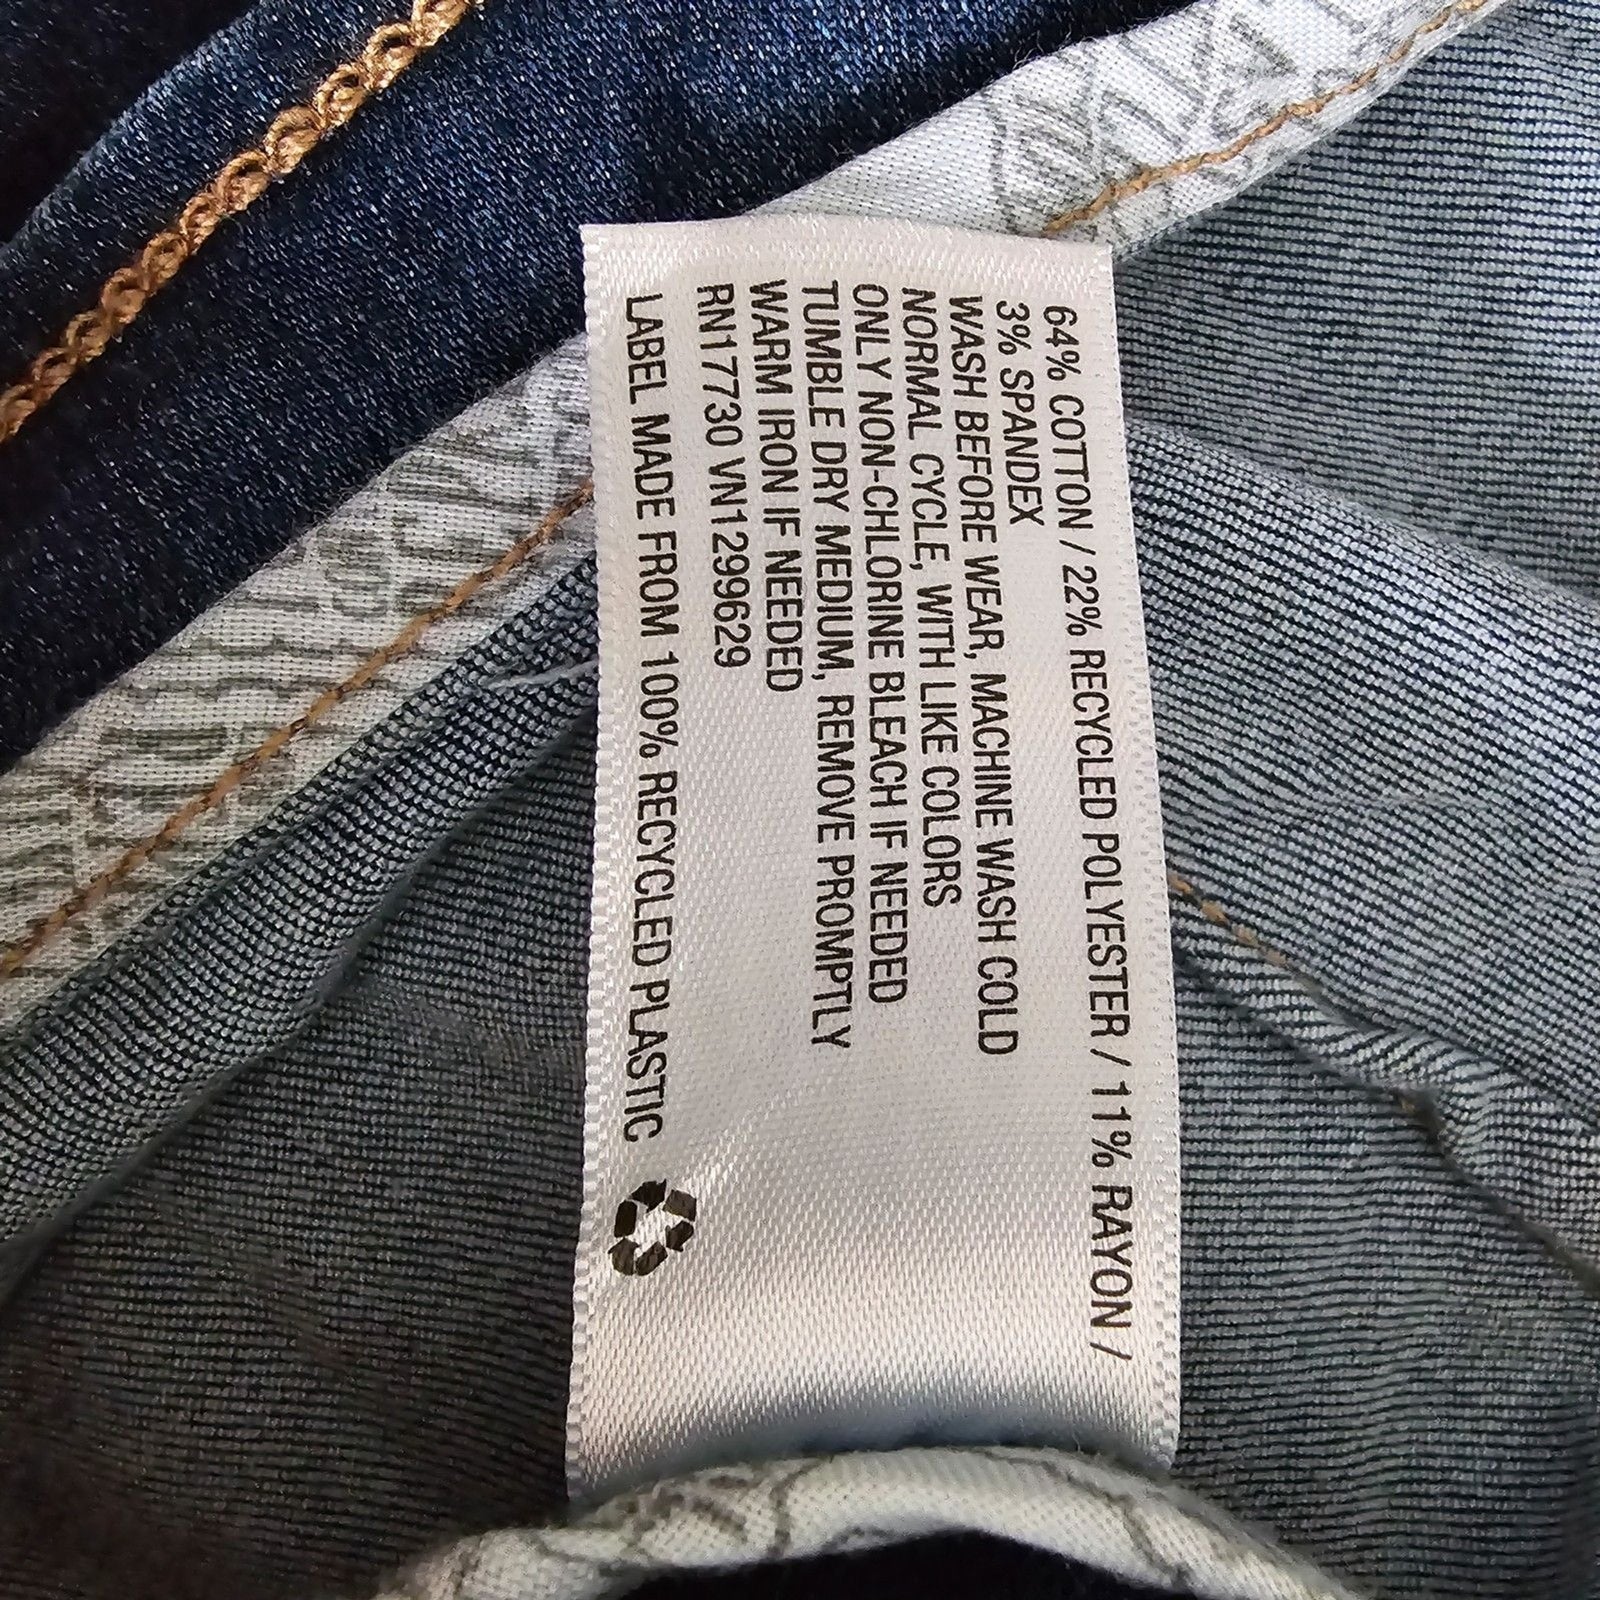 64% COTTON / 22% RECYCLED POLYESTER / 11% RAYON /
3% SPANDEX
WASH BEFORE WEAR, MACHINE WASH COLD
NORMAL CYCLE, WITH LIKE COLORS
ONLY NON-CHLORINE BLEACH IF NEEDED
TUMBLE DRY MEDIUM, REMOVE PROMPTLY
WARM IRON IF NEEDED
RN17730 VN1299629
LABEL MADE FROM 100% RECYCLED PLASTIC